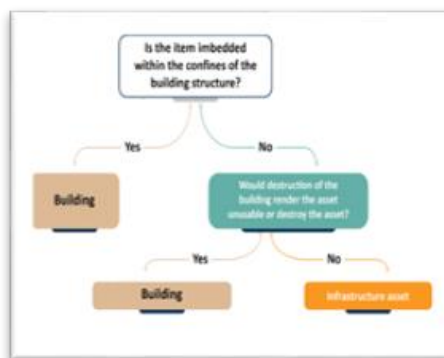 Is the item imbedded
within the confines of the
building structure?
Yes
No
Building
Would destruction of the
building render the asset
unusable or destroy the asset?
Yes
No
Building
Infrastructure asset